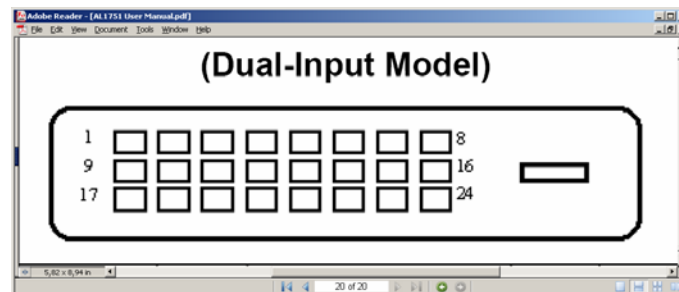 Adobe Reader - [AL1751 User Manual.pdf]
File Edit View Document Tools Window Help
(Dual-Input Model)
1 8
9 16
17 24
5,82 x 8,94 in
20 of 20